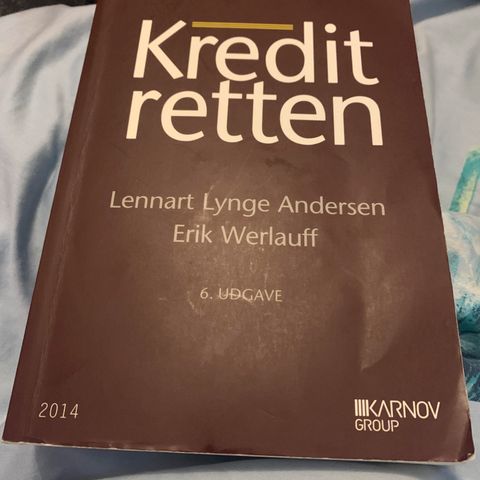 Kredit
retten
Lennart Lynge Andersen
Erik Werlauff
6. UDGAVE
2014
KARNOV
GROUP